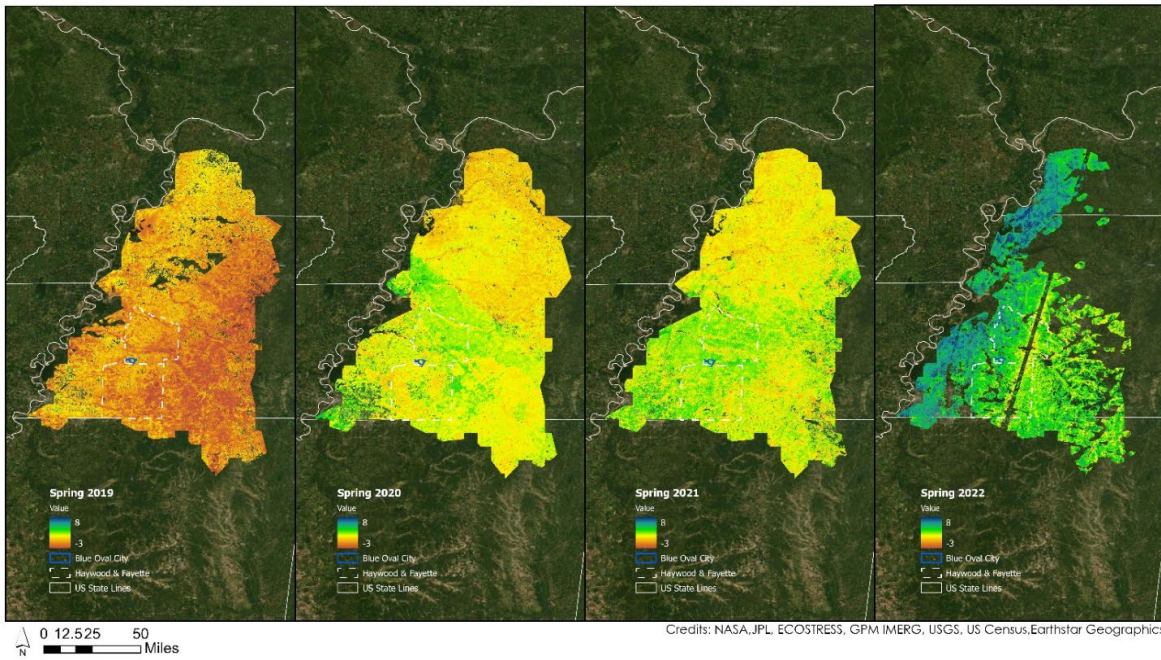 Spring 2019
Value
8
-3
Blue Oval City
Haywood & Fayette
US State Lines
Spring 2020
Value
8
-3
Blue Oval City
Haywood & Fayette
US State Lines
Spring 2021
Value
8
-3
Blue Oval City
Haywood & Fayette
US State Lines
Spring 2022
Value
8
-3
Blue Oval City
Haywood & Fayette
US State Lines
N
0 12.525 50
Miles
Credits: NASA,JPL, ECOSTRESS, GPM IMERG, USGS, US Census,Earthstar Geographics